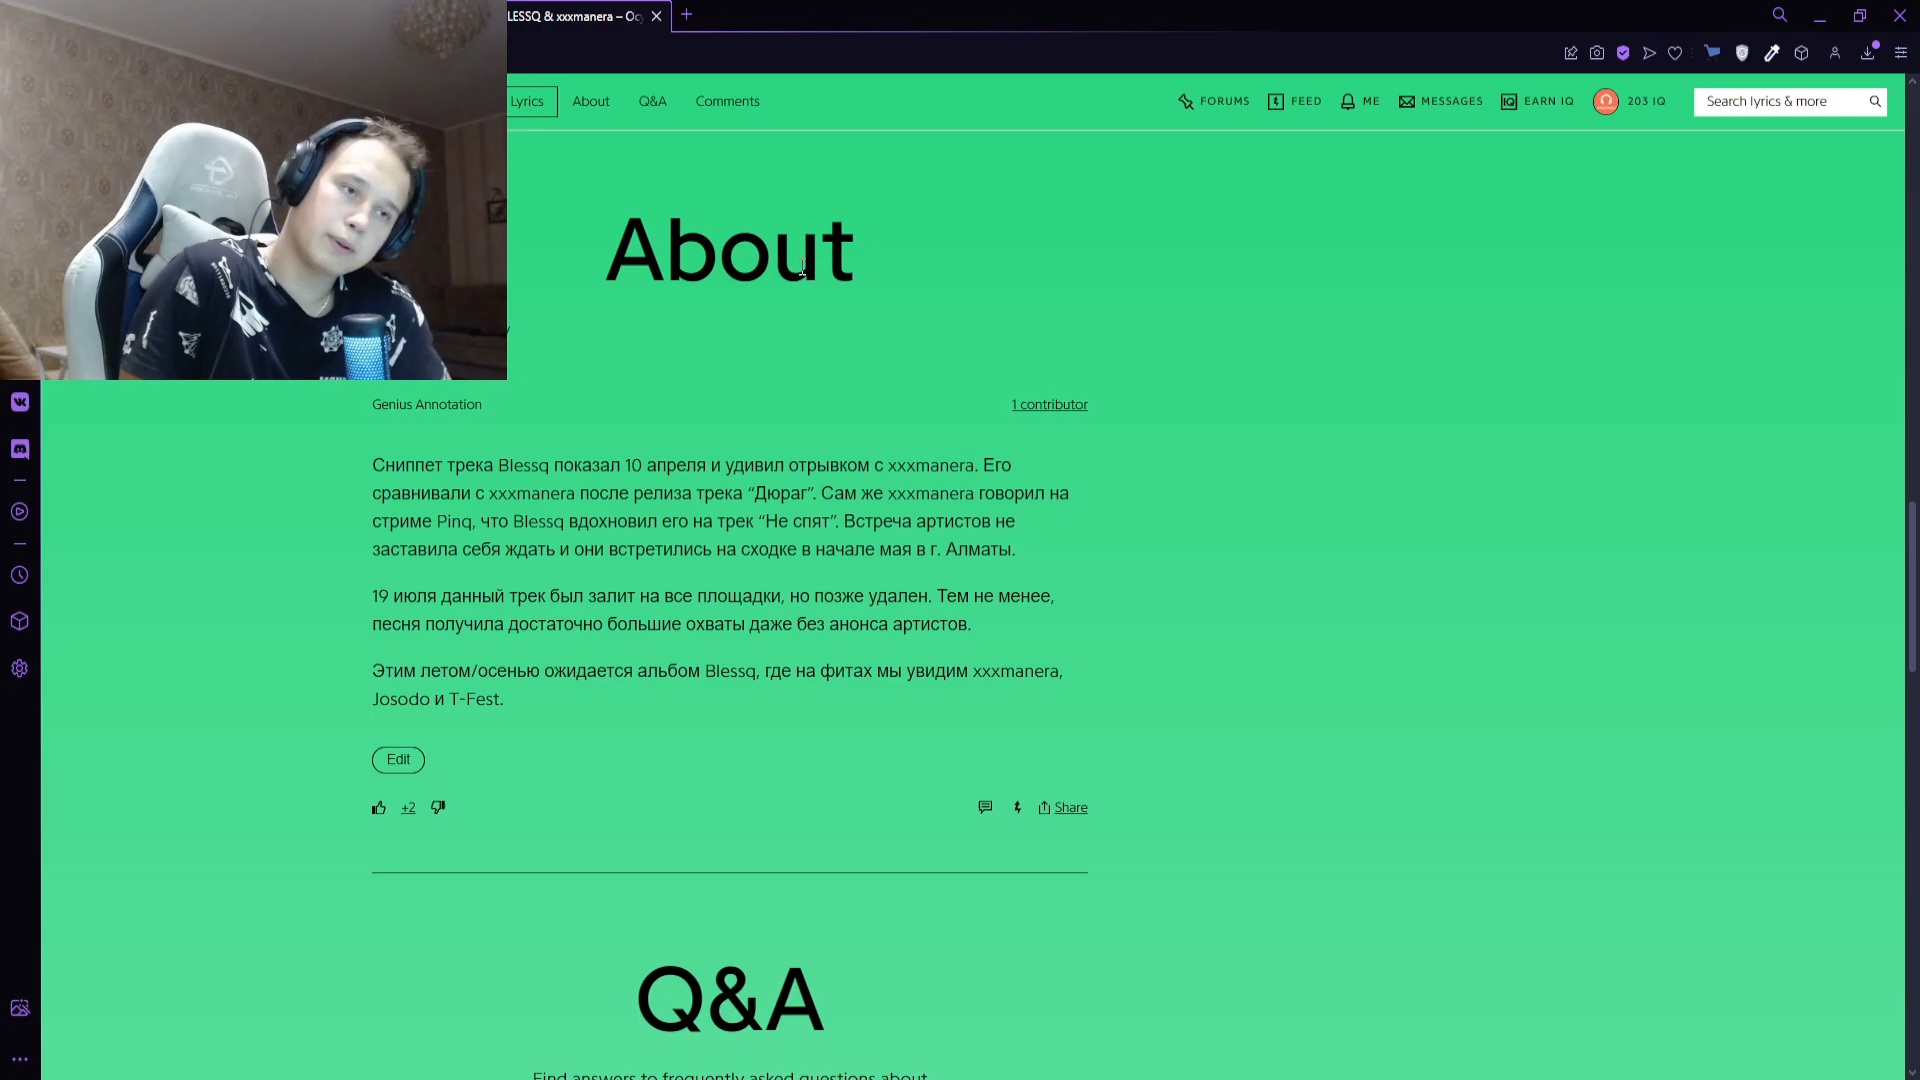 LESSQ & xxxmanera – Ос
Lyrics
About
Q&A
Comments
FORUMS
FEED
ME
MESSAGES
EARN IQ
203 IQ
Search lyrics & more
About
Genius Annotation
1 contributor
Сниппет трека Blessq показал 10 апреля и удивил отрывком с xxxmanera. Его
сравнивали с xxxmanera после релиза трека “Дюраг”. Сам же xxxmanera говорил на
стриме Pinq, что Blessq вдохновил его на трек “Не спят”. Встреча артистов не
заставила себя ждать и они встретились на сходке в начале мая в г. Алматы.
19 июля данный трек был залит на все площадки, но позже удален. Тем не менее,
песня получила достаточно большие охваты даже без анонса артистов.
Этим летом/осенью ожидается альбом Blessq, где на фитах мы увидим xxxmanera,
Josodo и T-Fest.
Edit
+2
Share
Q&A
Find answers to frequently asked questions about